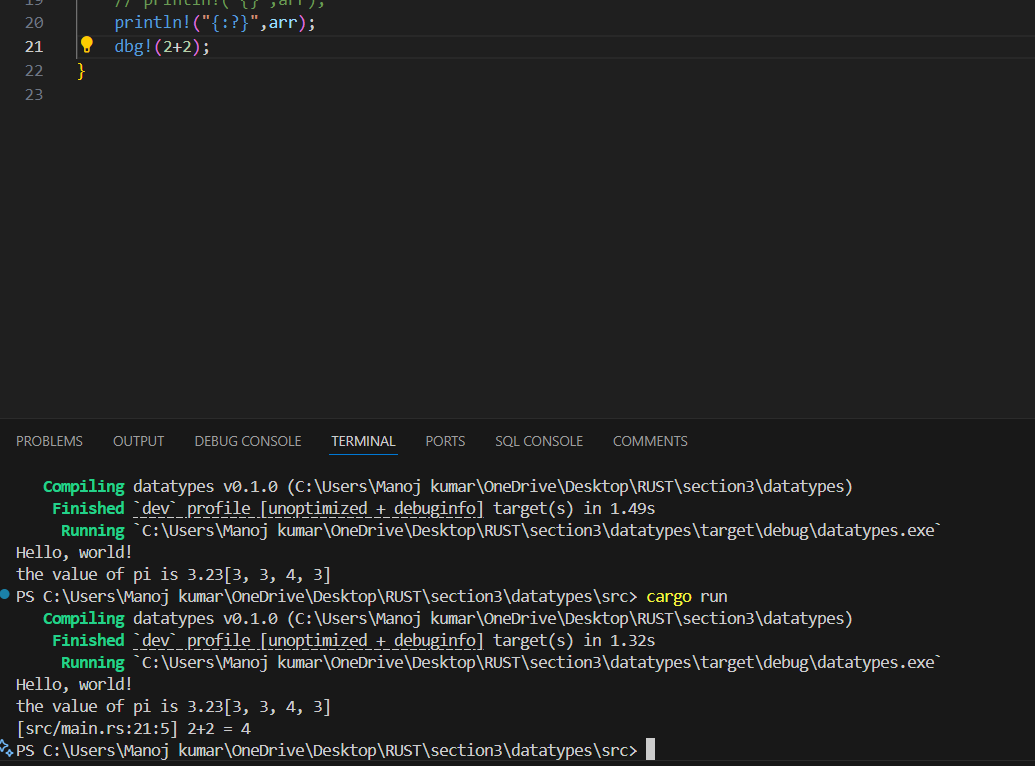 19 // println!("{}",arr);
20 println!("{:?}",arr);
21 dbg!(2+2);
22 }
23
PROBLEMS OUTPUT DEBUG CONSOLE TERMINAL PORTS SQL CONSOLE COMMENTS
Compiling datatypes v0.1.0 (C:\Users\Manoj kumar\OneDrive\Desktop\RUST\section3\datatypes)
Finished `dev` profile [unoptimized + debuginfo] target(s) in 1.49s
Running `C:\Users\Manoj kumar\OneDrive\Desktop\RUST\section3\datatypes\target\debug\datatypes.exe`
Hello, world!
the value of pi is 3.23[3, 3, 4, 3]
PS C:\Users\Manoj kumar\OneDrive\Desktop\RUST\section3\datatypes\src> cargo run
Compiling datatypes v0.1.0 (C:\Users\Manoj kumar\OneDrive\Desktop\RUST\section3\datatypes)
Finished `dev` profile [unoptimized + debuginfo] target(s) in 1.32s
Running `C:\Users\Manoj kumar\OneDrive\Desktop\RUST\section3\datatypes\target\debug\datatypes.exe`
Hello, world!
the value of pi is 3.23[3, 3, 4, 3]
[src/main.rs:21:5] 2+2 = 4
PS C:\Users\Manoj kumar\OneDrive\Desktop\RUST\section3\datatypes\src>